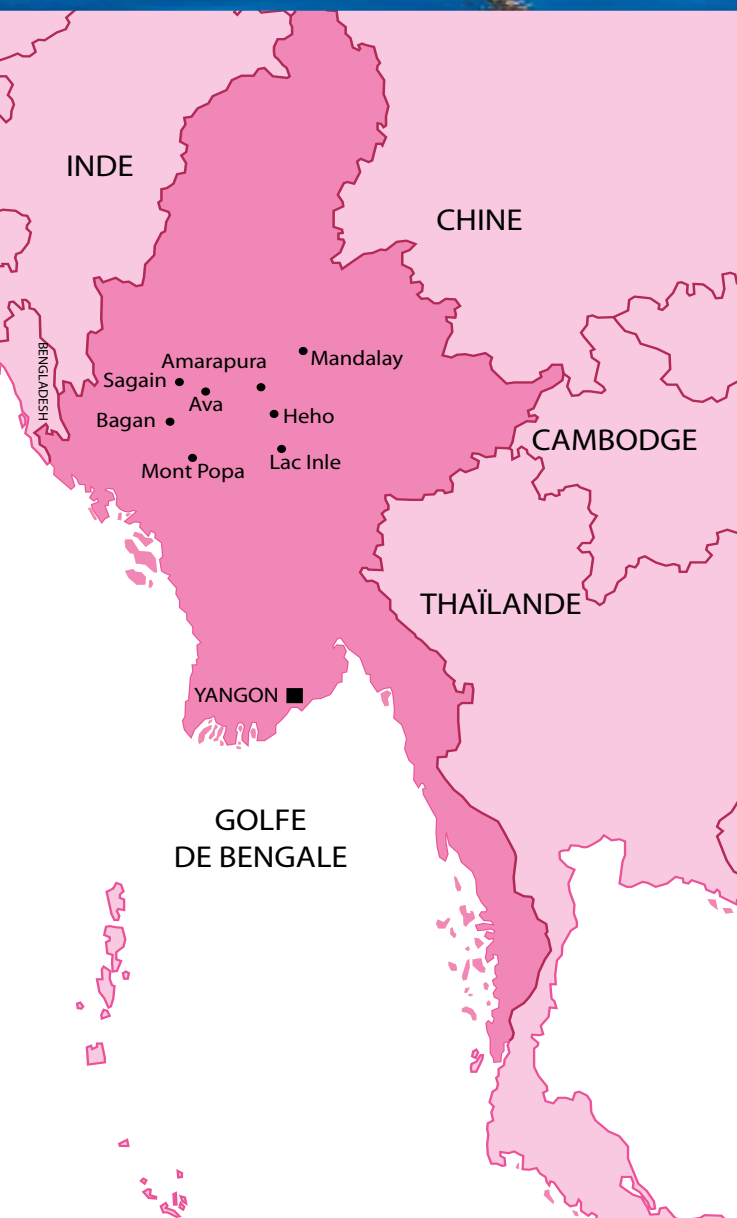 INDE
CHINE
BENGLADESH
Amarapura
Mandalay
Sagain
Ava
Bagan
Heho
CAMBODGE
Mont Popa
Lac Inle
THAÏLANDE
YANGON
GOLFE
DE BENGALE